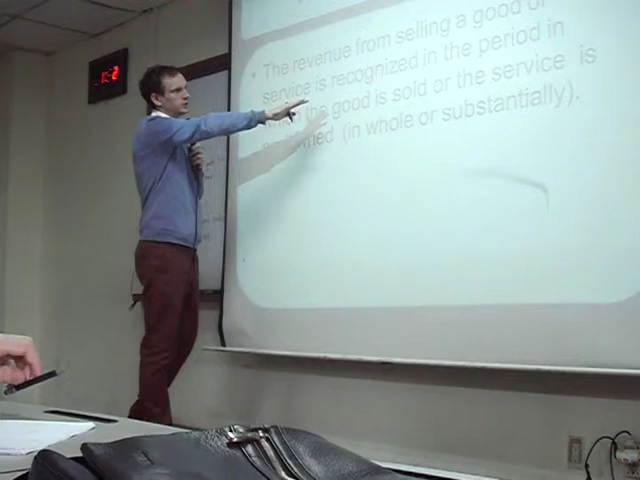 The revenue from selling a good or
service is recognized in the period in
the good is sold or the service is
(in whole or substantially).